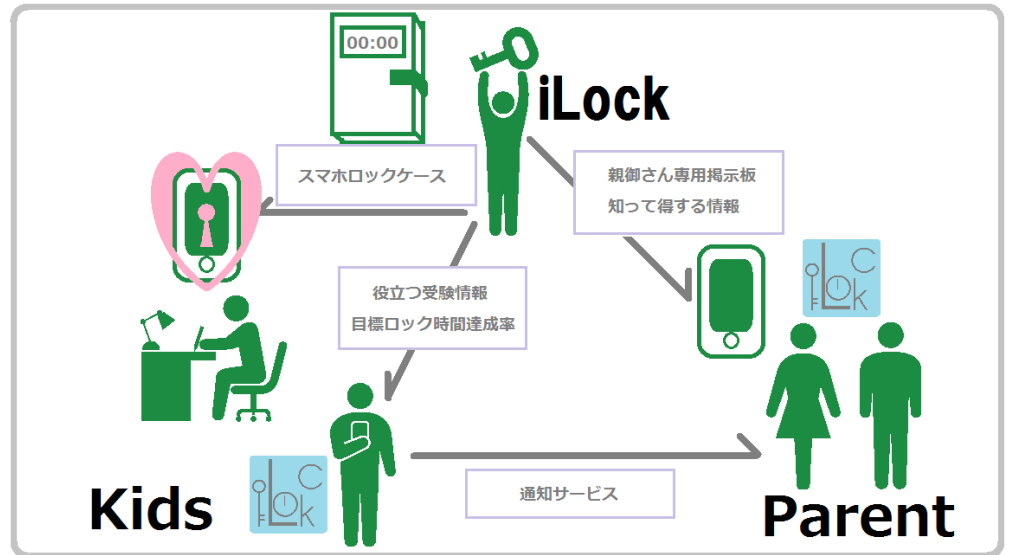 00:00
iLock
スマホロックケース
親御さん専用掲示板
知って得する情報
役立つ受験情報
目標ロック時間達成率
iLock
iLock
通知サービス
Kids
Parent